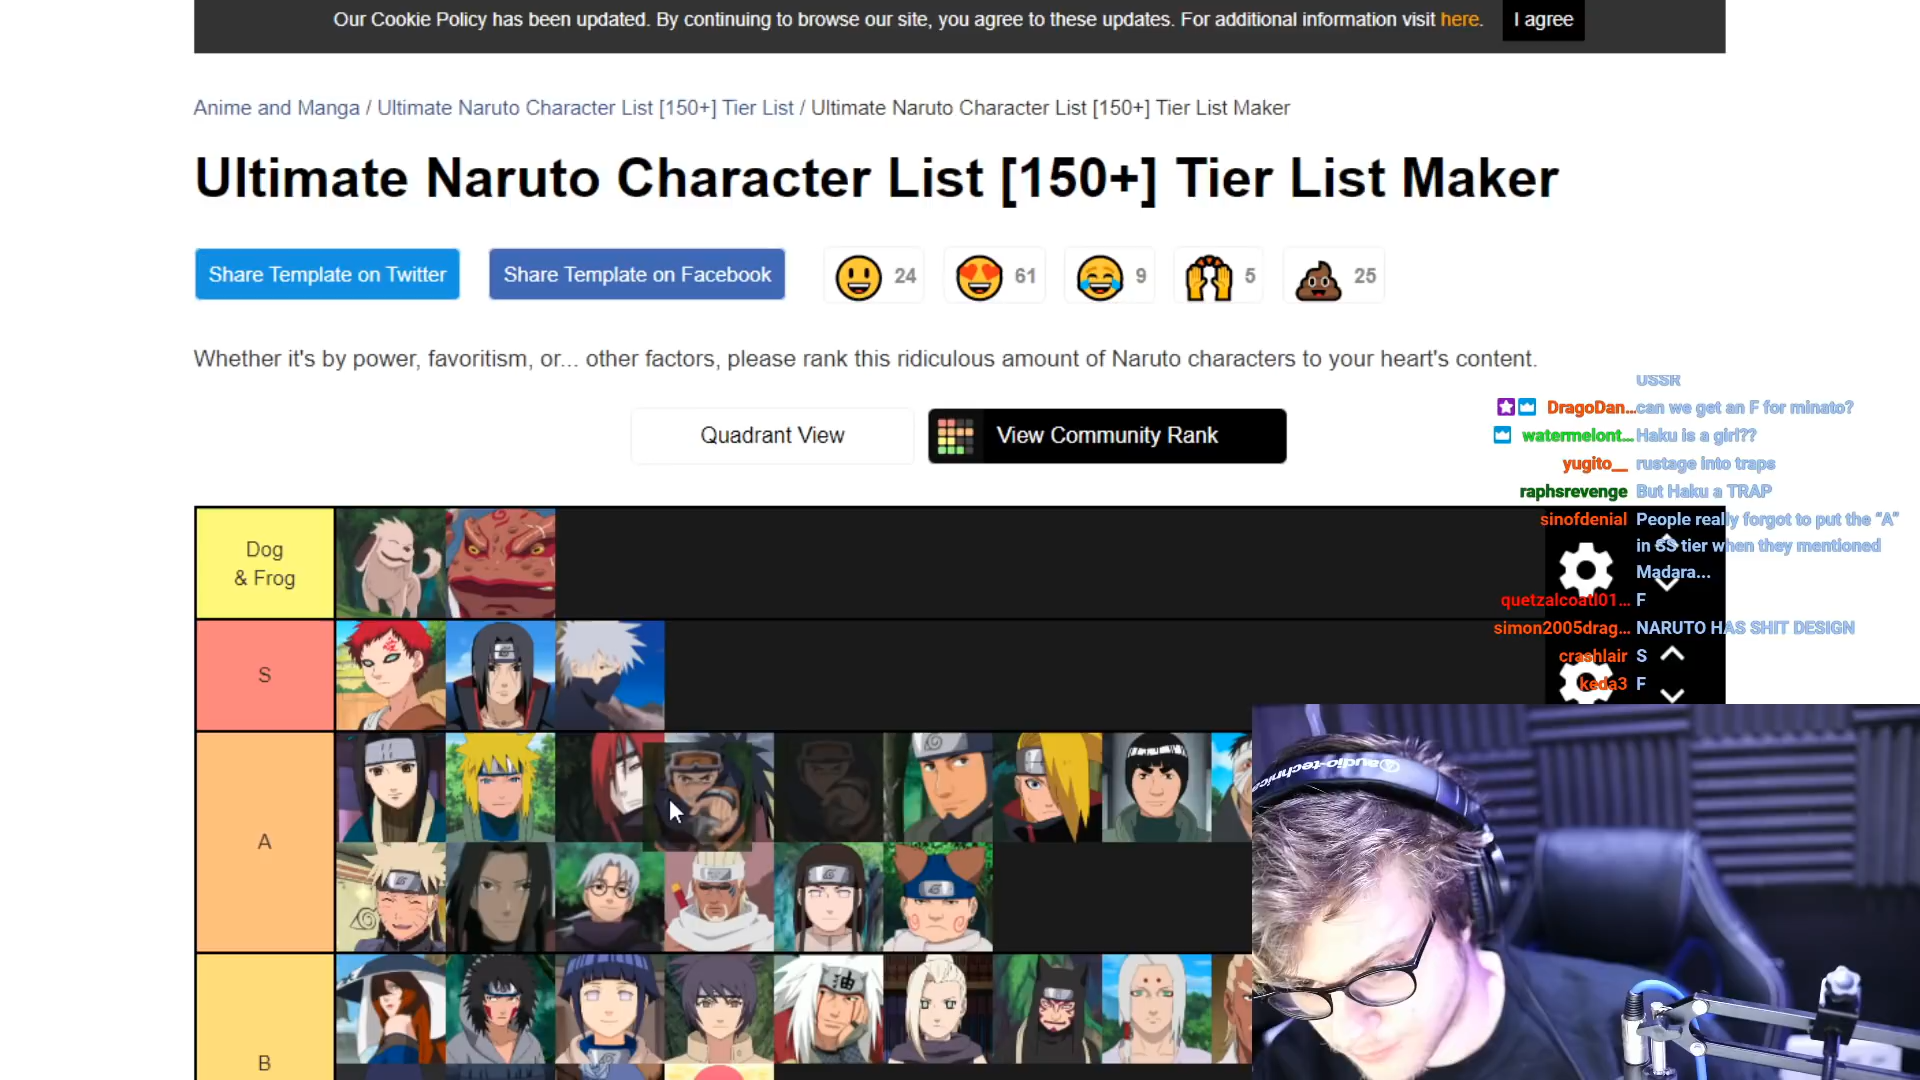 Our Cookie Policy has been updated. By continuing to browse our site, you agree to these updates. For additional information visit here. I agree
Anime and Manga / Ultimate Naruto Character List [150+] Tier List / Ultimate Naruto Character List [150+] Tier List Maker
Ultimate Naruto Character List [150+] Tier List Maker
Share Template on Twitter
Share Template on Facebook
24
61
9
5
25
Whether it's by power, favoritism, or... other factors, please rank this ridiculous amount of Naruto characters to your heart's content.
Quadrant View
View Community Rank
USSR
DragoDan... can we get an F for minato?
watermelont... Haku is a girl??
yugito__ rustage into traps
raphsrevenge But Haku a TRAP
sinofdenial People really forgot to put the "A"
in SS tier when they mentioned
Madara...
quetzalcoatl01... F
simon2005drag... NARUTO HAS SHIT DESIGN
crashlair S
keda3 F
Dog
& Frog
S
A
B
油
audio-technica